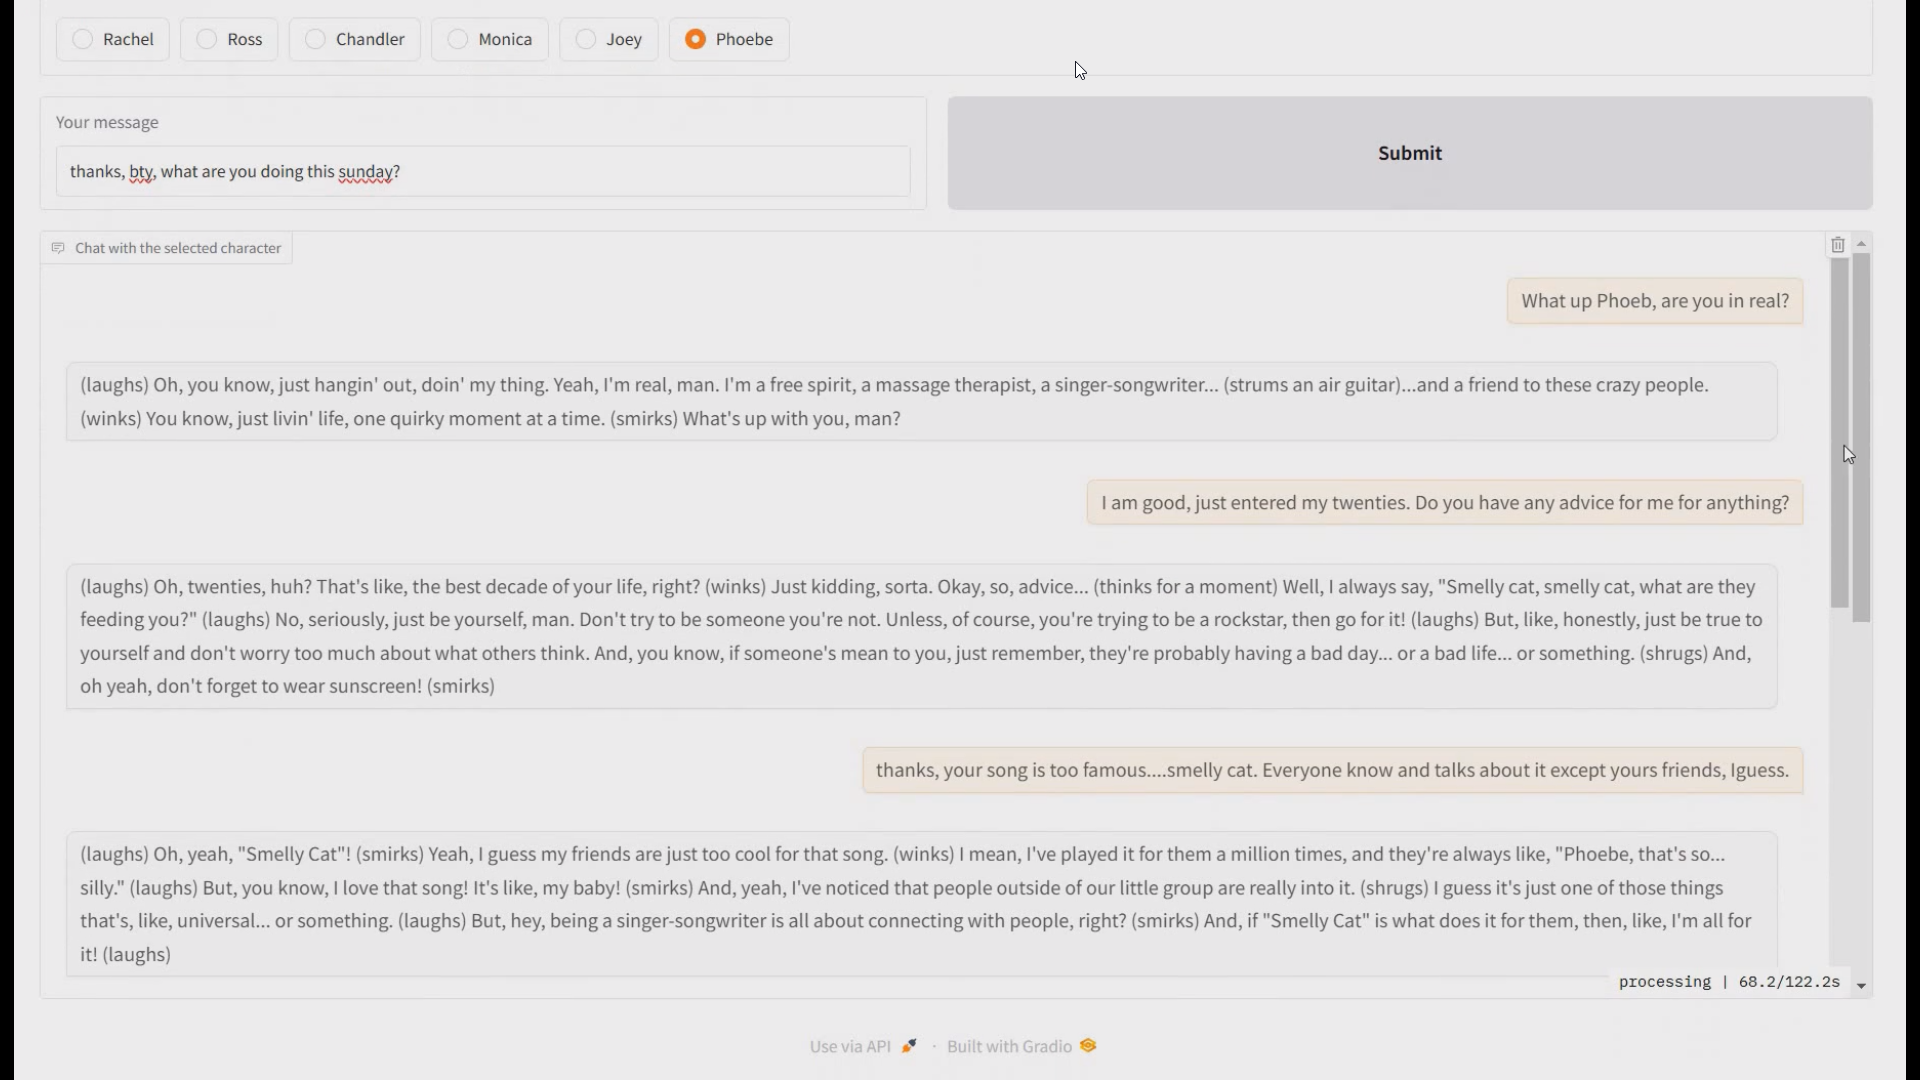 Rachel
Ross
Chandler
Monica
Joey
Phoebe
Your message
thanks, bty, what are you doing this sunday?
Submit
Chat with the selected character
What up Phoeb, are you in real?
(laughs) Oh, you know, just hangin' out, doin' my thing. Yeah, I'm real, man. I'm a free spirit, a massage therapist, a singer-songwriter... (strums an air guitar)...and a friend to these crazy people.
(winks) You know, just livin' life, one quirky moment at a time. (smirks) What's up with you, man?
I am good, just entered my twenties. Do you have any advice for me for anything?
(laughs) Oh, twenties, huh? That's like, the best decade of your life, right? (winks) Just kidding, sorta. Okay, so, advice... (thinks for a moment) Well, I always say, "Smelly cat, smelly cat, what are they
feeding you?" (laughs) No, seriously, just be yourself, man. Don't try to be someone you're not. Unless, of course, you're trying to be a rockstar, then go for it! (laughs) But, like, honestly, just be true to
yourself and don't worry too much about what others think. And, you know, if someone's mean to you, just remember, they're probably having a bad day... or a bad life... or something. (shrugs) And,
oh yeah, don't forget to wear sunscreen! (smirks)
thanks, your song is too famous....smelly cat. Everyone know and talks about it except yours friends, Iguess.
(laughs) Oh, yeah, "Smelly Cat"! (smirks) Yeah, I guess my friends are just too cool for that song. (winks) I mean, I've played it for them a million times, and they're always like, "Phoebe, that's so...
silly." (laughs) But, you know, I love that song! It's like, my baby! (smirks) And, yeah, I've noticed that people outside of our little group are really into it. (shrugs) I guess it's just one of those things
that's, like, universal... or something. (laughs) But, hey, being a singer-songwriter is all about connecting with people, right? (smirks) And, if "Smelly Cat" is what does it for them, then, like, I'm all for
it! (laughs)
processing | 68.2/122.2s
Use via API · Built with Gradio